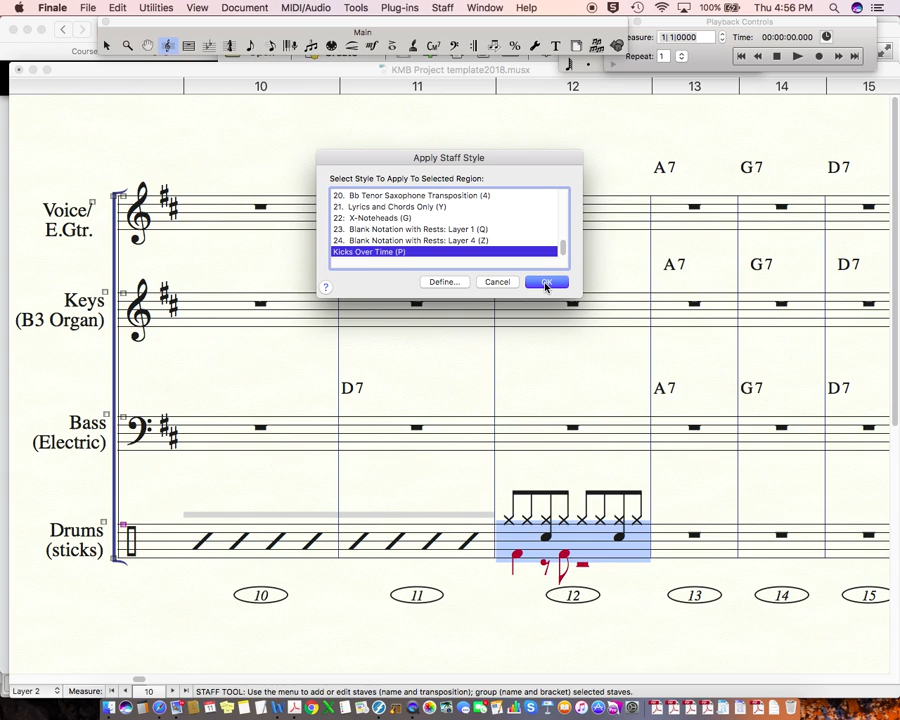 Finale File Edit Utilities View Document MIDI/Audio Tools Plug-ins Staff Window Help 100% Thu 4:56 PM
Main
Playback Controls
Measure: 1| 1|0000 Time: 00:00:00.000
Repeat: 1
Course
KMB Project template2018.musx
10 11 12 13 14 15
Apply Staff Style
Select Style To Apply To Selected Region:
20. Bb Tenor Saxophone Transposition (4)
21. Lyrics and Chords Only (Y)
22: X-Noteheads (G)
23. Blank Notation with Rests: Layer 1 (Q)
24. Blank Notation with Rests: Layer 4 (Z)
Kicks Over Time (P)
? Define... Cancel OK
A7 G7 D7
Voice/
E.Gtr.
A7 G7 D7
Keys
(B3 Organ)
D7 A7 G7 D7
Bass
(Electric)
Drums
(sticks)
10 11 12 13 14 15
Layer 2 Measure: 10 STAFF TOOL: Use the menu to add or edit staves (name and transposition); group (name and bracket) selected staves.